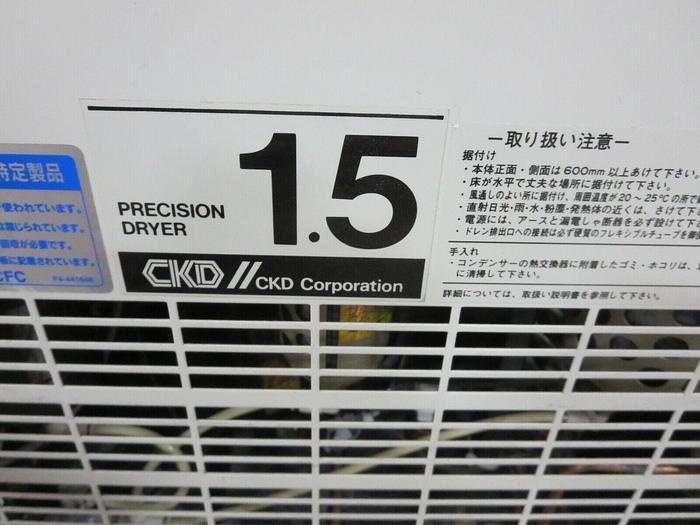 特定製品
使われています。
は禁じられています。
回収が必要です。
板に記載されています。
CFC
PRECISION
DRYER
1.5
CKD // CKD Corporation
－取り扱い注意－
据付け
・本体正面・側面は600mm以上あけて下さい。
・床が水平で丈夫な場所に据付けて下さい。
・風通しのよい所に据付け、周囲温度が20～25℃の所で
・直射日光・雨・水・粉塵・発熱体の近くは、さけて下さ
・電源には、アースと漏電しゃ断器を必ず設けて下さ
・ドレン排出口への接続は必ず硬質のフレキシブルチューブを
手入れ
・コンデンサーの熱交換器に附着したゴミ・ホコリは、
に清掃して下さい。
詳細については、取扱い説明書を参照して下さい。